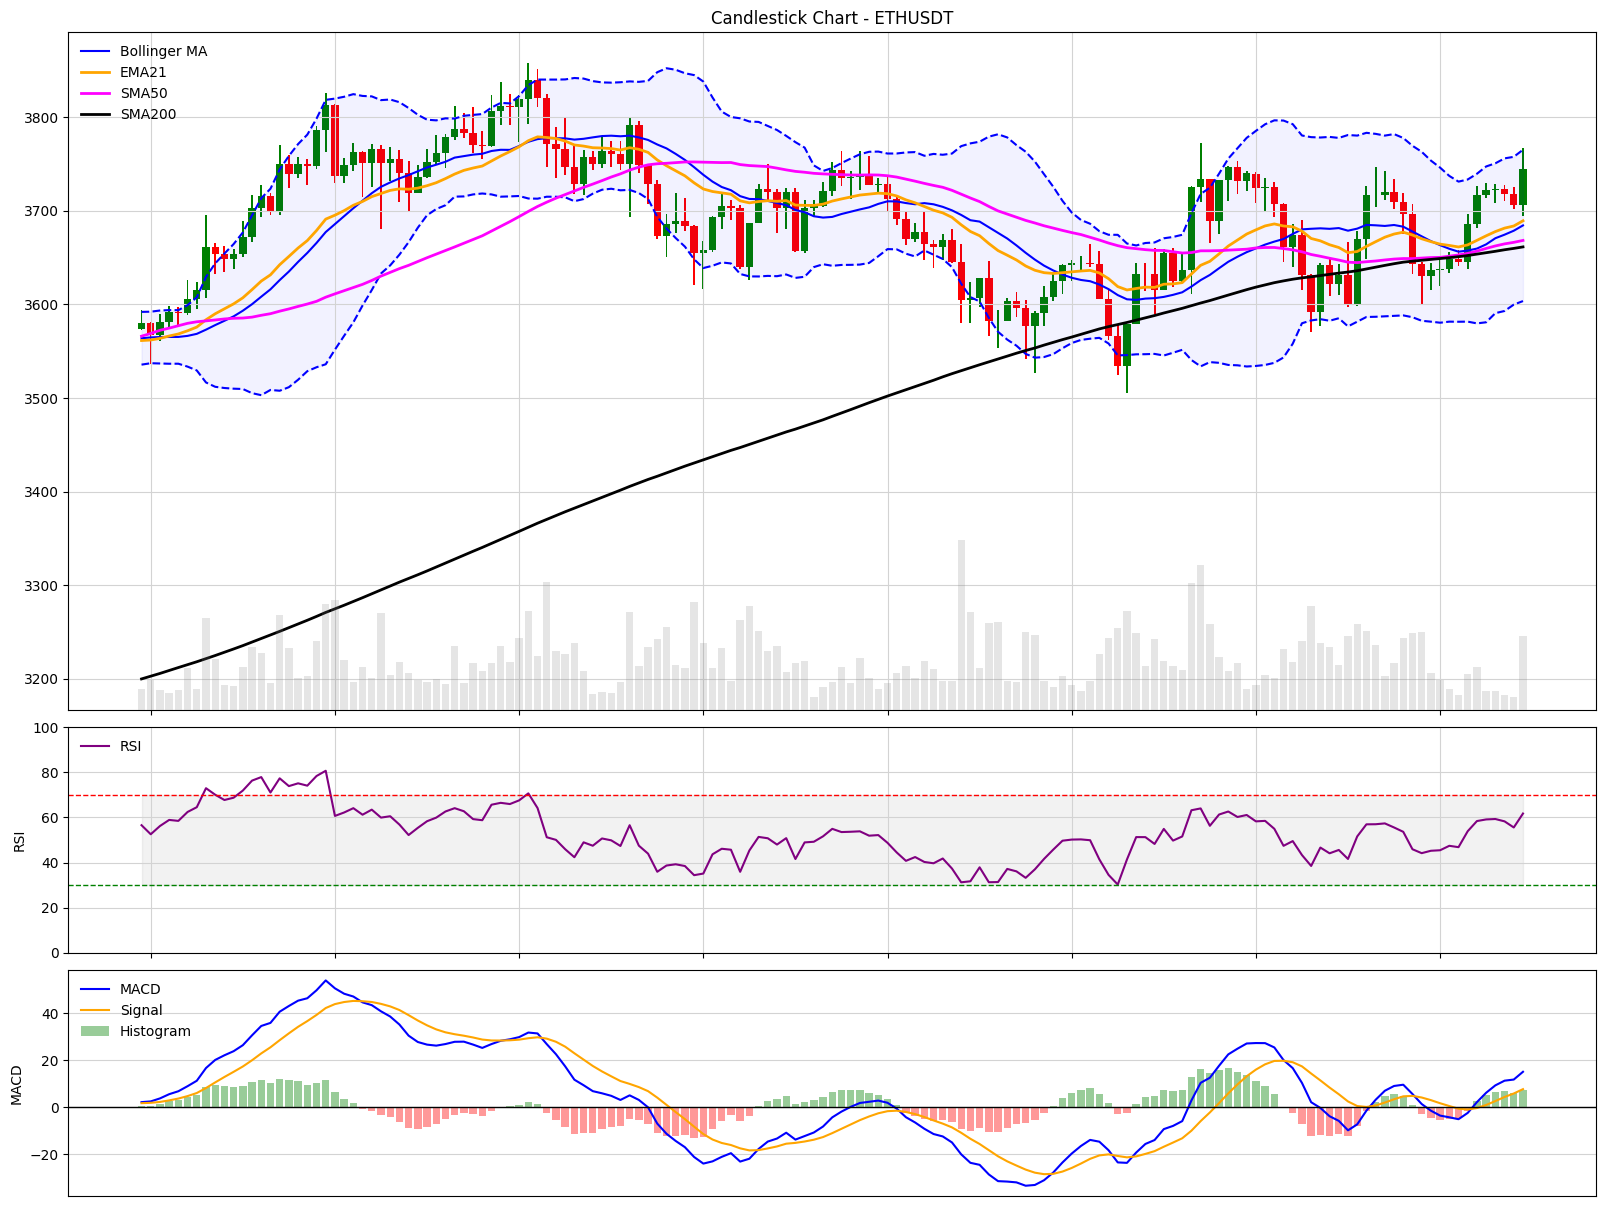 Candlestick Chart - ETHUSDT
Bollinger MA
EMA21
SMA50
SMA200
3800
3700
3600
3500
3400
3300
3200
RSI
100
80
60
40
20
0
RSI
MACD
Signal
Histogram
40
20
0
−20
MACD